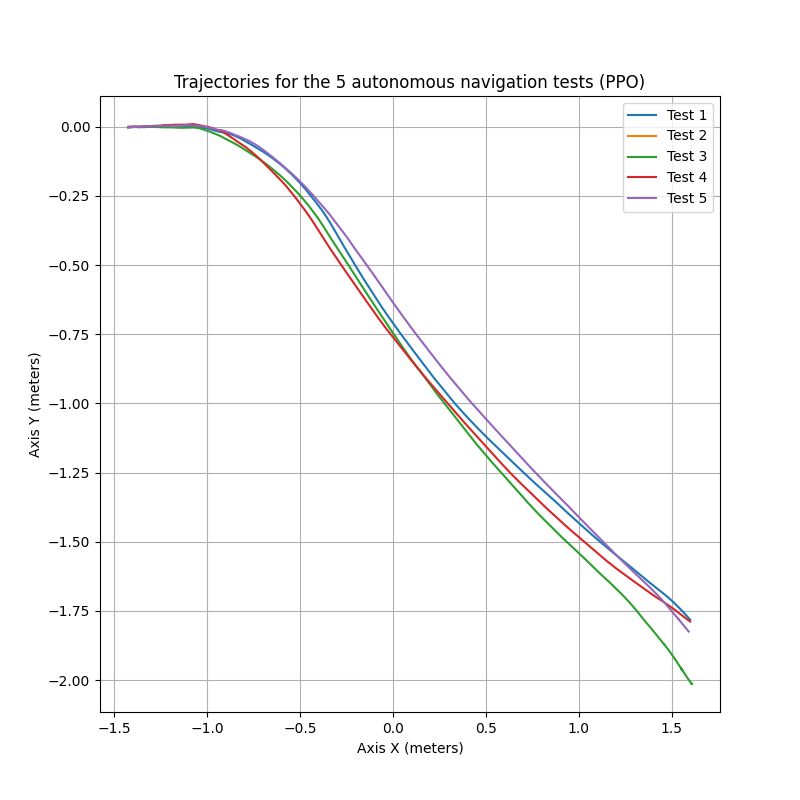 Trajectories for the 5 autonomous navigation tests (PPO)
Test 1
Test 2
Test 3
Test 4
Test 5
0.00
−0.25
−0.50
−0.75
−1.00
−1.25
−1.50
−1.75
−2.00
Axis Y (meters)
−1.5 −1.0 −0.5 0.0 0.5 1.0 1.5
Axis X (meters)